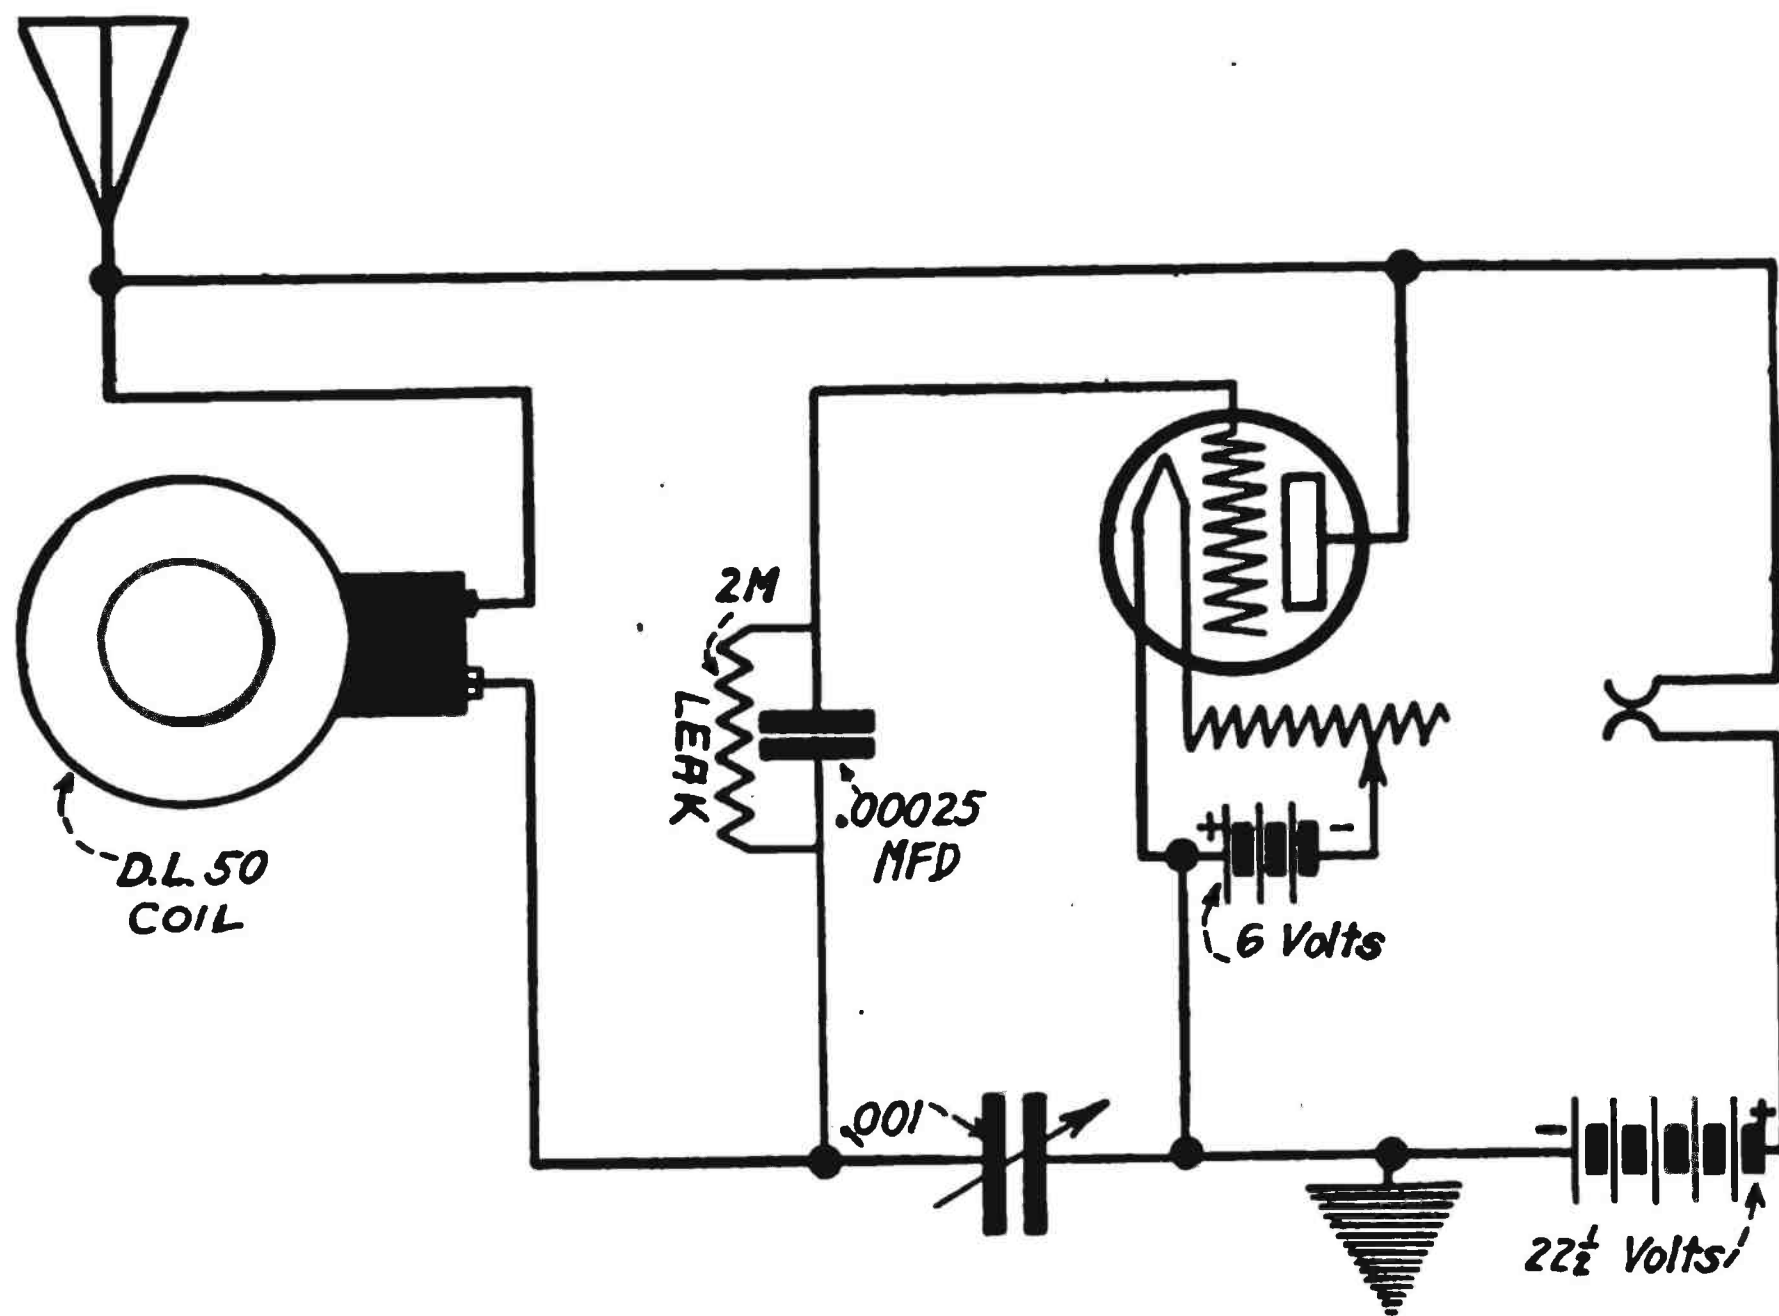 2M
LEAK
.00025
MFD
D.L. 50
COIL
+ -
6 Volts
.001
- +
22½ Volts